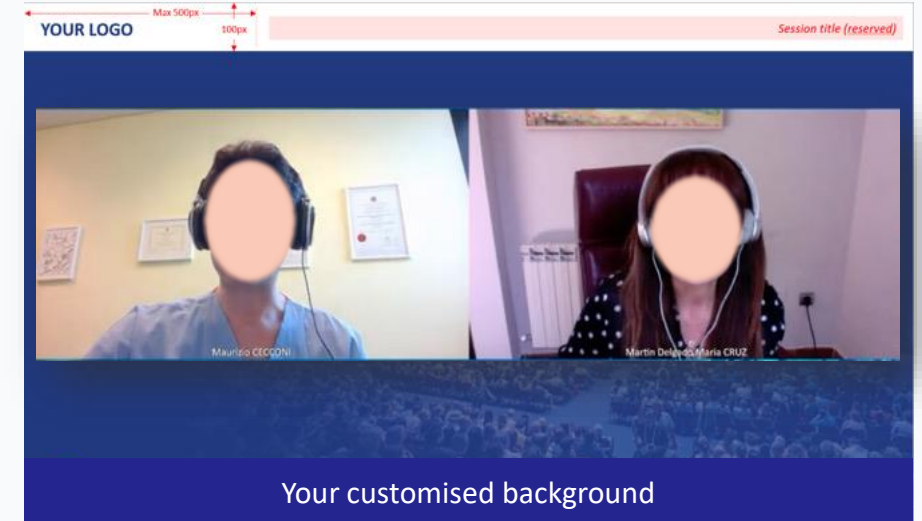 Max 500px
YOUR LOGO
100px
Session title (reserved)
Maurizio CECCONI
Martin Delgado Maria CRUZ
Your customised background